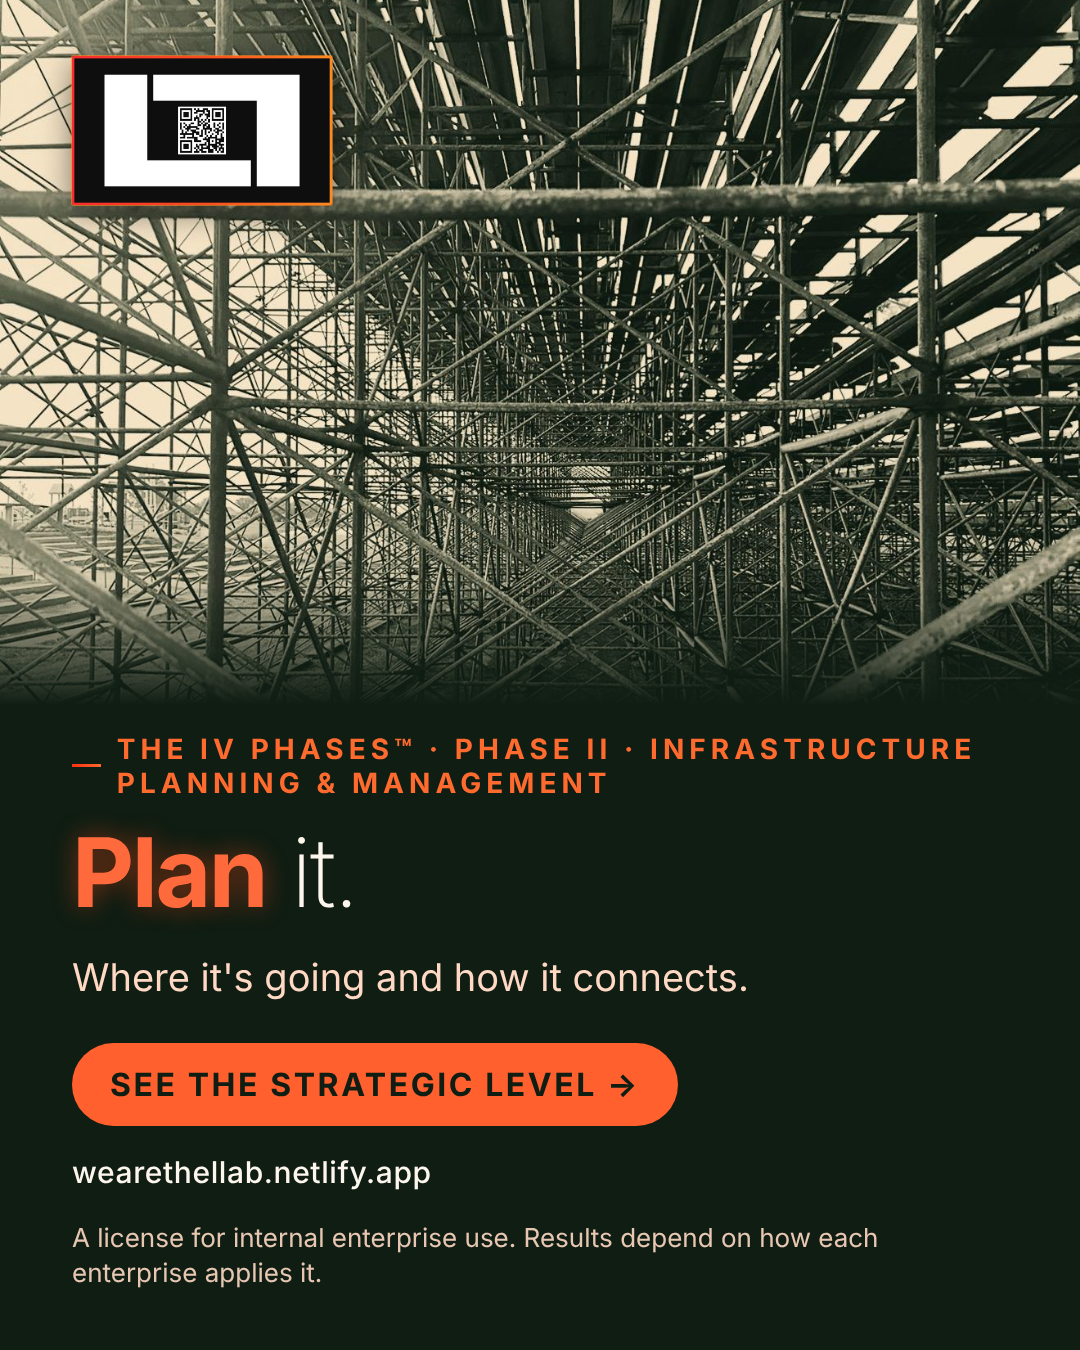 THE IV PHASES™ · PHASE II · INFRASTRUCTURE
PLANNING & MANAGEMENT
Plan it.
Where it's going and how it connects.
SEE THE STRATEGIC LEVEL →
wearethellab.netlify.app
A license for internal enterprise use. Results depend on how each
enterprise applies it.